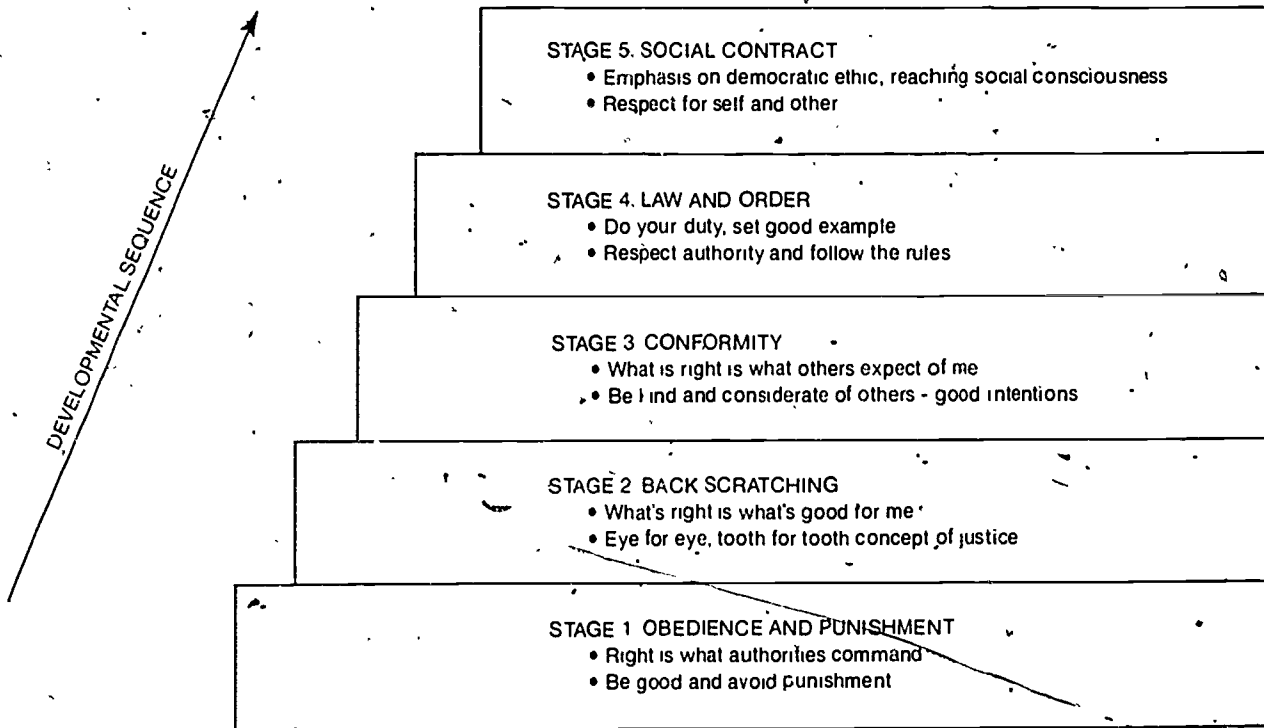 STAGE 5. SOCIAL CONTRACT
• Emphasis on democratic ethic, reaching social consciousness
• Respect for self and other
STAGE 4. LAW AND ORDER
• Do your duty, set good example
• Respect authority and follow the rules
STAGE 3 CONFORMITY
• What is right is what others expect of me
• Be kind and considerate of others - good intentions
STAGE 2 BACK SCRATCHING
• What's right is what's good for me
• Eye for eye, tooth for tooth concept of justice
STAGE 1 OBEDIENCE AND PUNISHMENT
• Right is what authorities command
• Be good and avoid punishment
DEVELOPMENTAL SEQUENCE